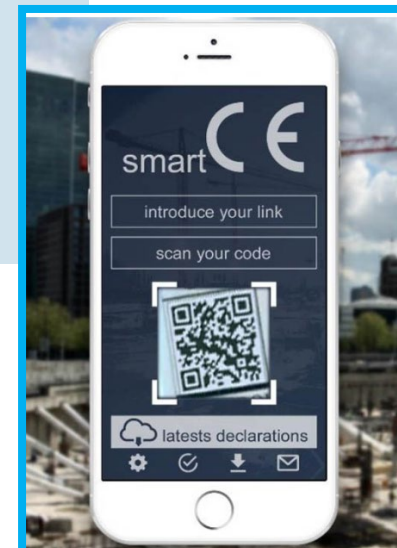 smart CE
introduce your link
scan your code
latests declarations